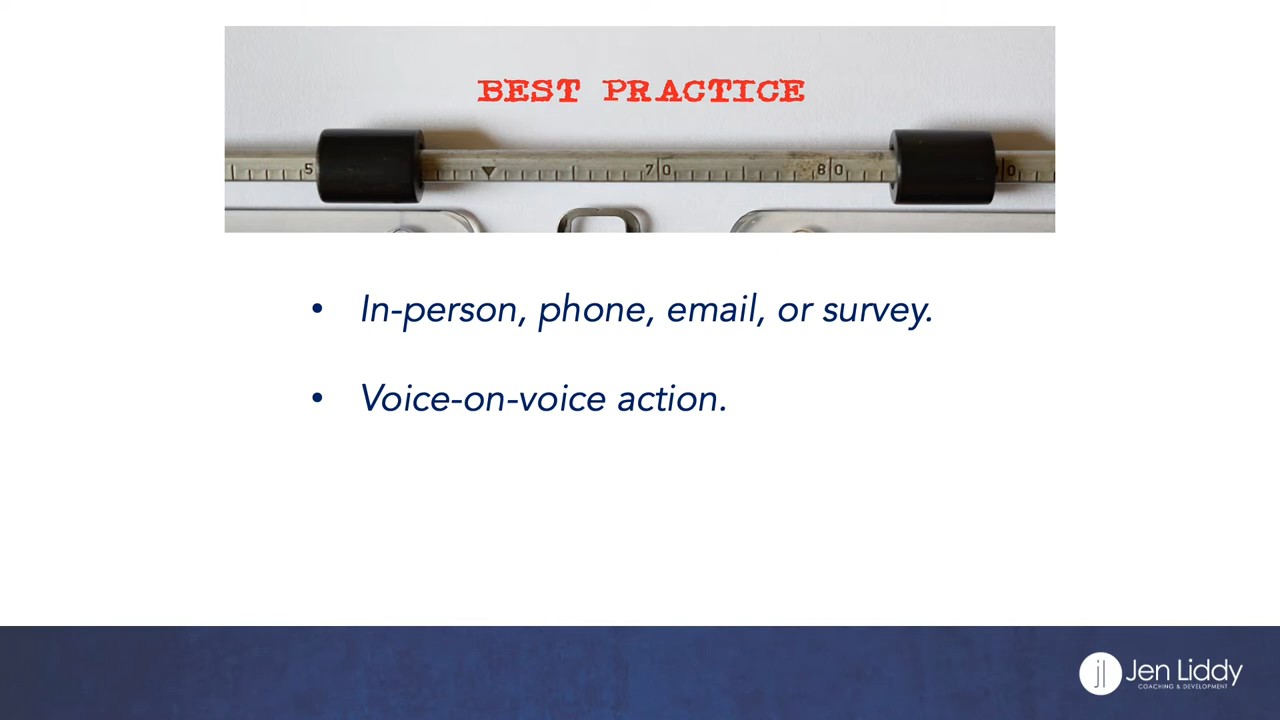 BEST PRACTICE
5 70 80 0
• In-person, phone, email, or survey.
• Voice-on-voice action.
jl Jen Liddy
COACHING & DEVELOPMENT